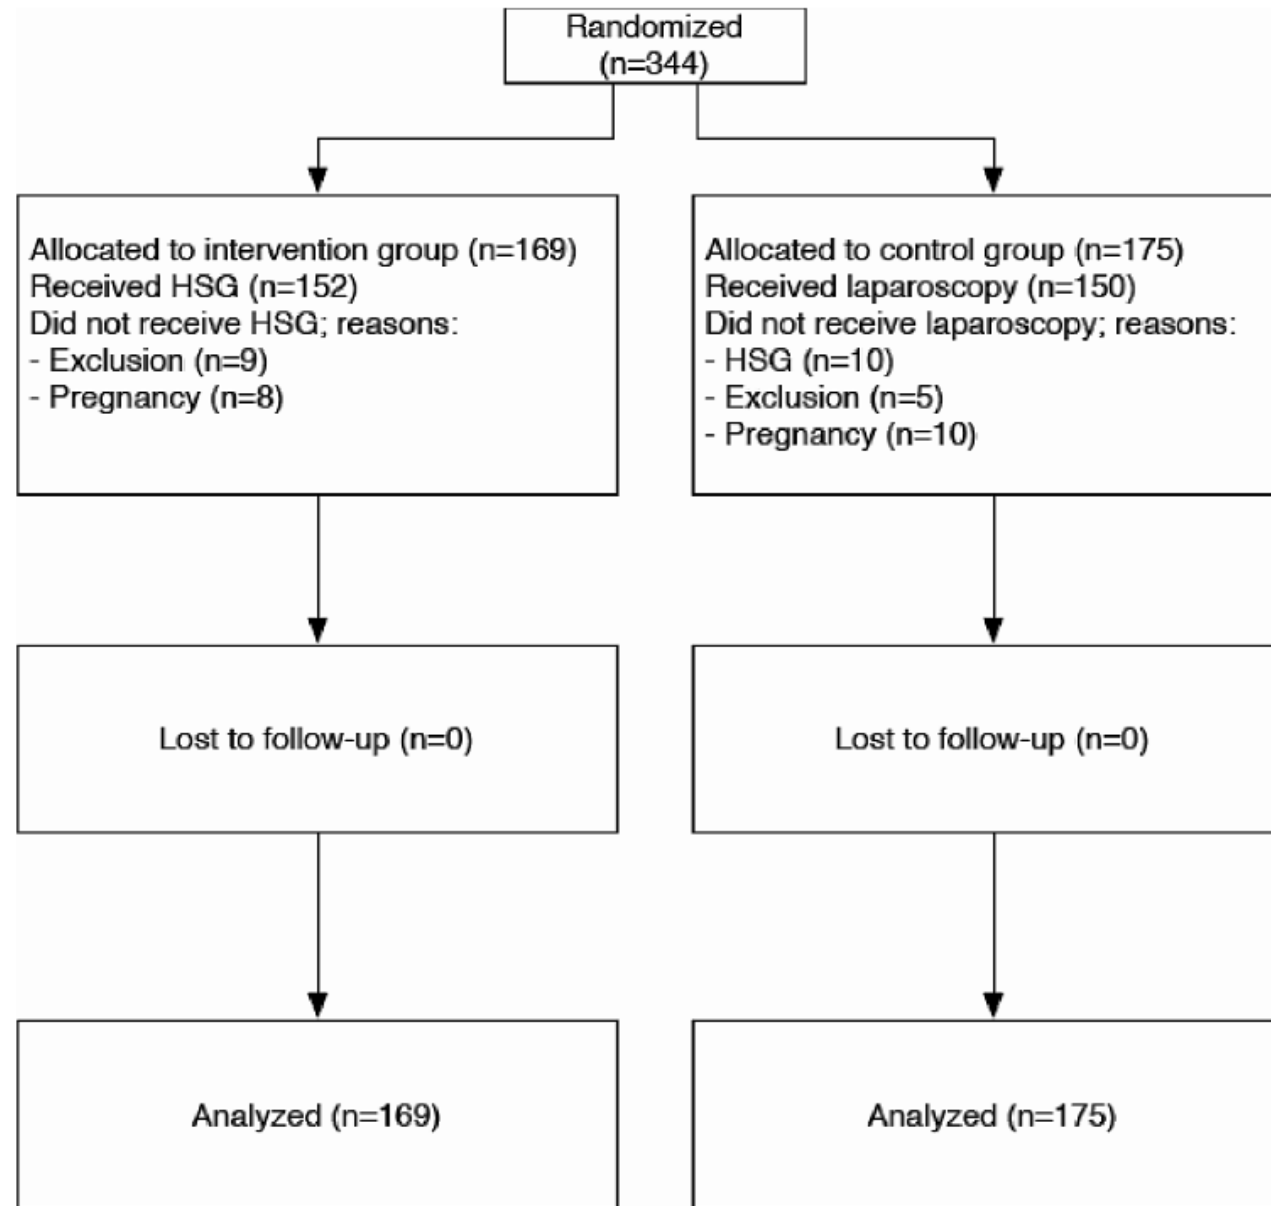 Randomized
(n=344)
Allocated to intervention group (n=169)
Received HSG (n=152)
Did not receive HSG; reasons:
- Exclusion (n=9)
- Pregnancy (n=8)
Allocated to control group (n=175)
Received laparoscopy (n=150)
Did not receive laparoscopy; reasons:
- HSG (n=10)
- Exclusion (n=5)
- Pregnancy (n=10)
Lost to follow-up (n=0)
Lost to follow-up (n=0)
Analyzed (n=169)
Analyzed (n=175)